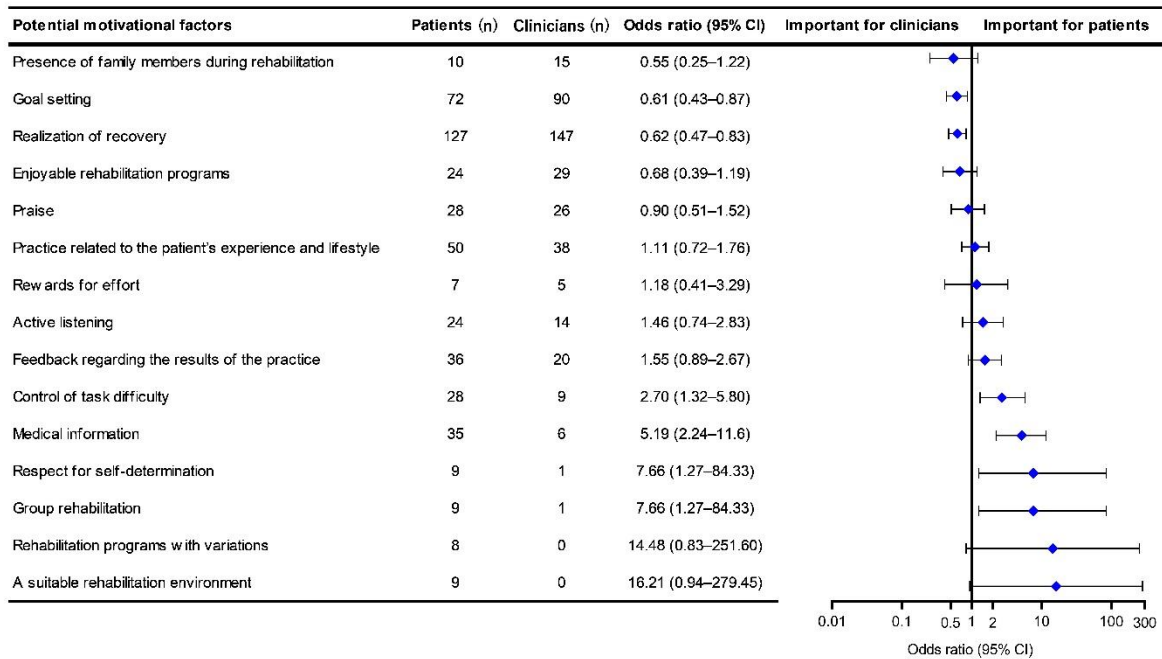 Potential motivational factors Patients (n) Clinicians (n) Odds ratio (95% CI) Important for clinicians Important for patients
Presence of family members during rehabilitation 10 15 0.55 (0.25–1.22)
Goal setting 72 90 0.61 (0.43–0.87)
Realization of recovery 127 147 0.62 (0.47–0.83)
Enjoyable rehabilitation programs 24 29 0.68 (0.39–1.19)
Praise 28 26 0.90 (0.51–1.52)
Practice related to the patient's experience and lifestyle 50 38 1.11 (0.72–1.76)
Rewards for effort 7 5 1.18 (0.41–3.29)
Active listening 24 14 1.46 (0.74–2.83)
Feedback regarding the results of the practice 36 20 1.55 (0.89–2.67)
Control of task difficulty 28 9 2.70 (1.32–5.80)
Medical information 35 6 5.19 (2.24–11.6)
Respect for self-determination 9 1 7.66 (1.27–84.33)
Group rehabilitation 9 1 7.66 (1.27–84.33)
Rehabilitation programs with variations 8 0 14.48 (0.83–251.60)
A suitable rehabilitation environment 9 0 16.21 (0.94–279.45)
0.01 0.1 0.5 1 2 10 100 300
Odds ratio (95% CI)